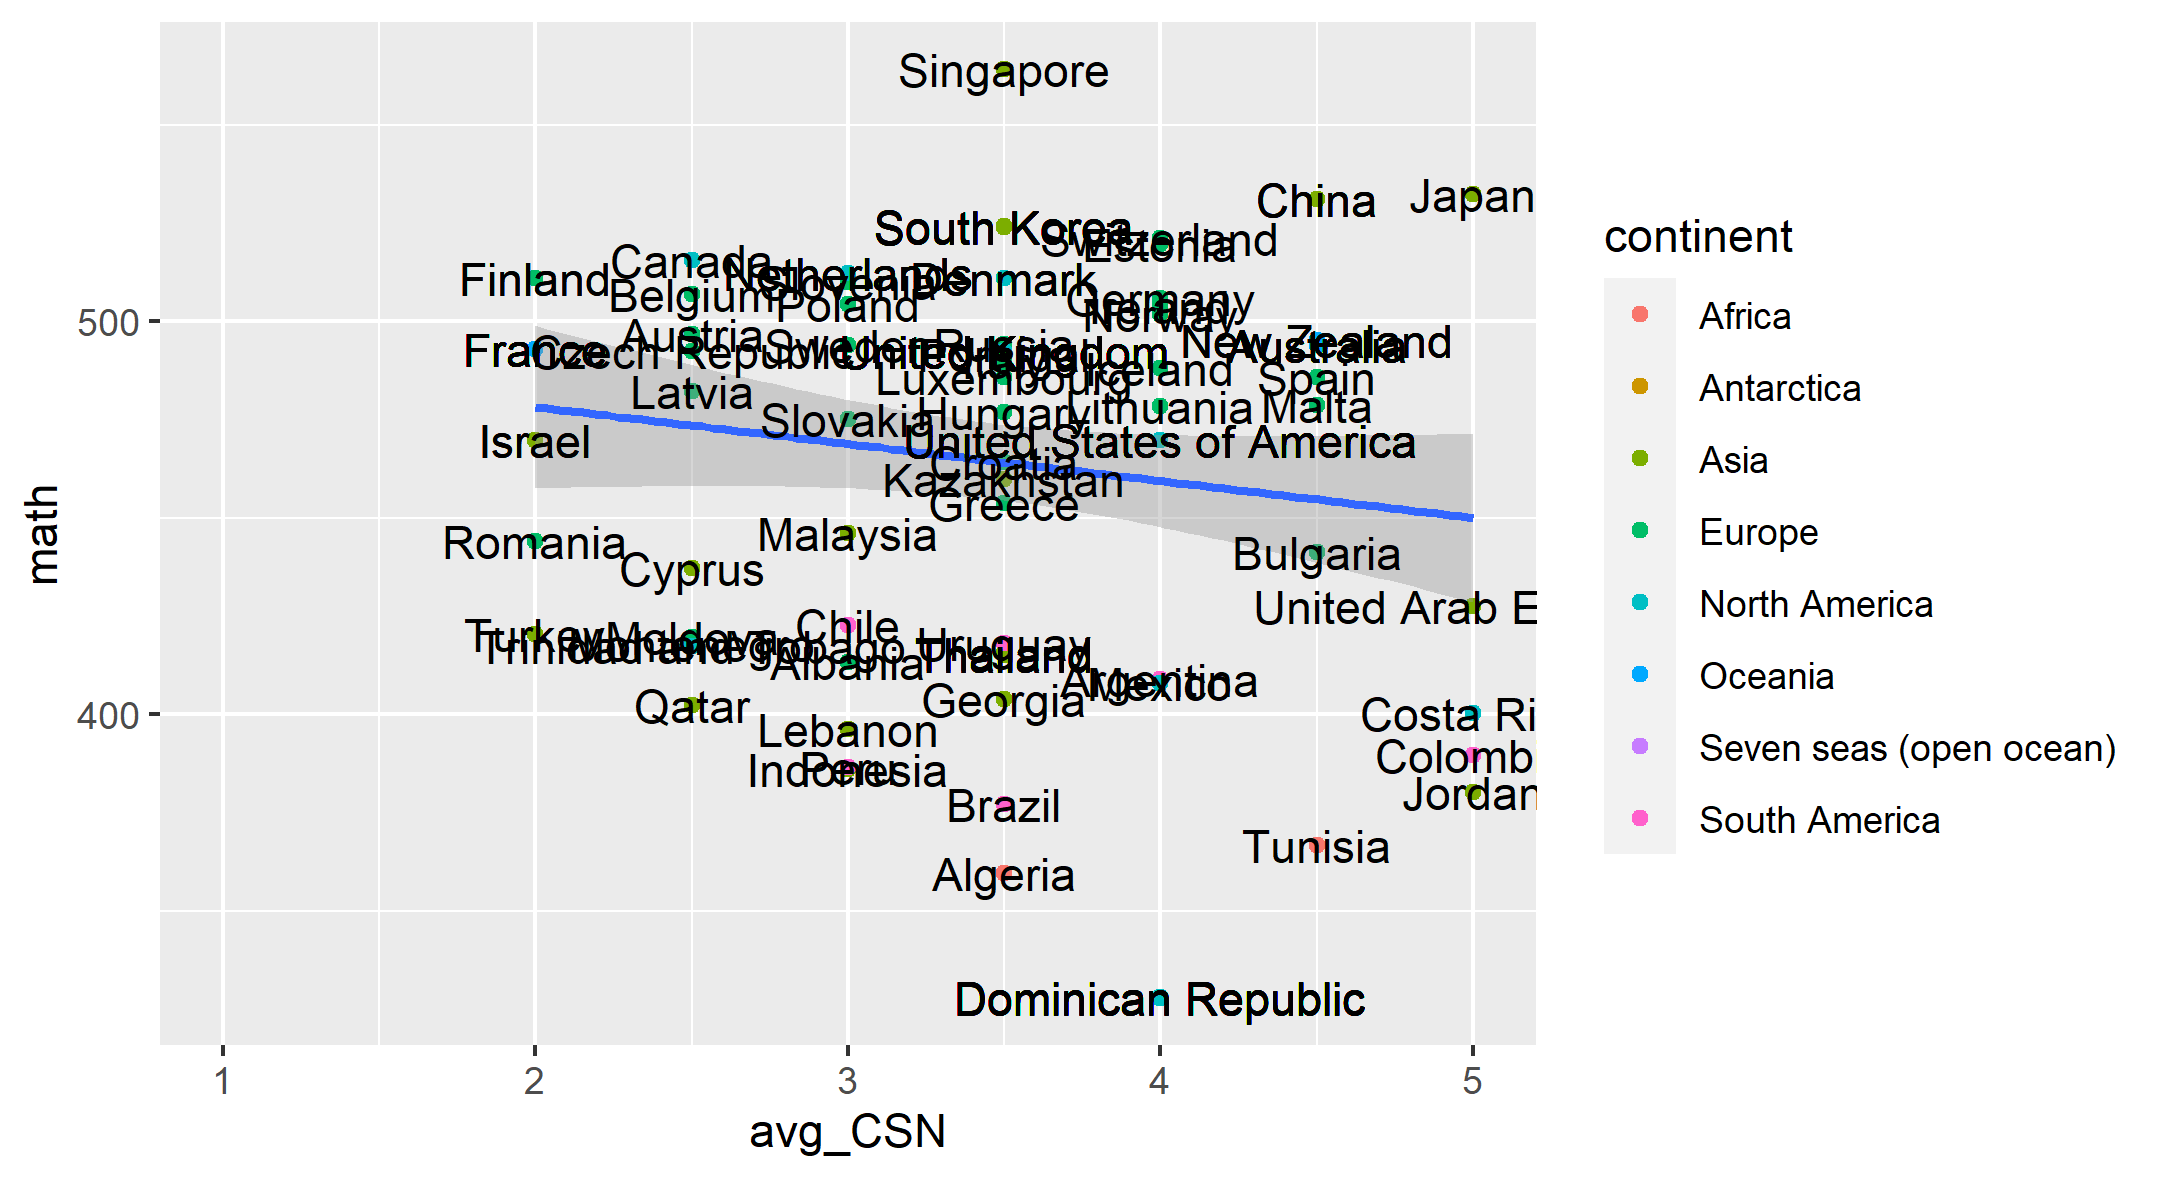 Singapore
China
Japan
South Korea
Switzerland
Estonia
Canada
Netherlands
Finland
Slovenia
Denmark
Belgium
Poland
Germany
Ireland
Norway
Austria
Sweden
Russia
New Zealand
France
Czech Republic
United Kingdom
Australia
Luxembourg
Iceland
Spain
Latvia
Slovakia
Hungary
Lithuania
Malta
Israel
United States of America
Croatia
Kazakhstan
Greece
Romania
Malaysia
Bulgaria
Cyprus
United Arab E
Chile
Turkey
Moldova
Uruguay
Trinidad and Tobago
Montenegro
Thailand
Albania
Argentina
Mexico
Qatar
Georgia
Lebanon
Costa Ri
Peru
Indonesia
Colomb
Brazil
Jordan
Tunisia
Algeria
Dominican Republic
500
400
math
1 2 3 4 5
avg_CSN
continent
Africa
Antarctica
Asia
Europe
North America
Oceania
Seven seas (open ocean)
South America